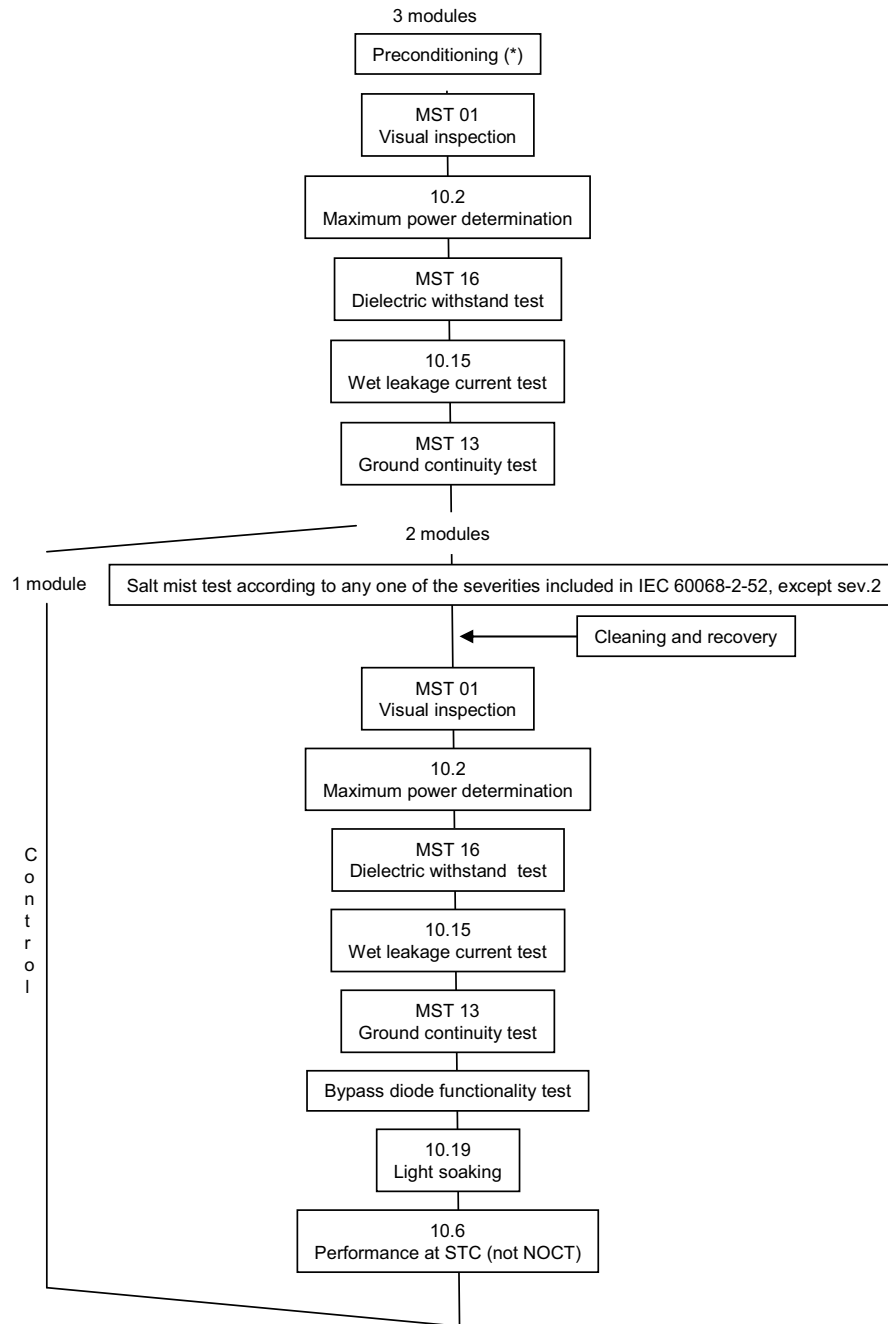 3 modules
Preconditioning (*)
MST 01
Visual inspection
10.2
Maximum power determination
MST 16
Dielectric withstand test
10.15
Wet leakage current test
MST 13
Ground continuity test
2 modules
1 module
Salt mist test according to any one of the severities included in IEC 60068-2-52, except sev.2
Cleaning and recovery
MST 01
Visual inspection
10.2
Maximum power determination
MST 16
Dielectric withstand test
10.15
Wet leakage current test
MST 13
Ground continuity test
Bypass diode functionality test
10.19
Light soaking
10.6
Performance at STC (not NOCT)
Control